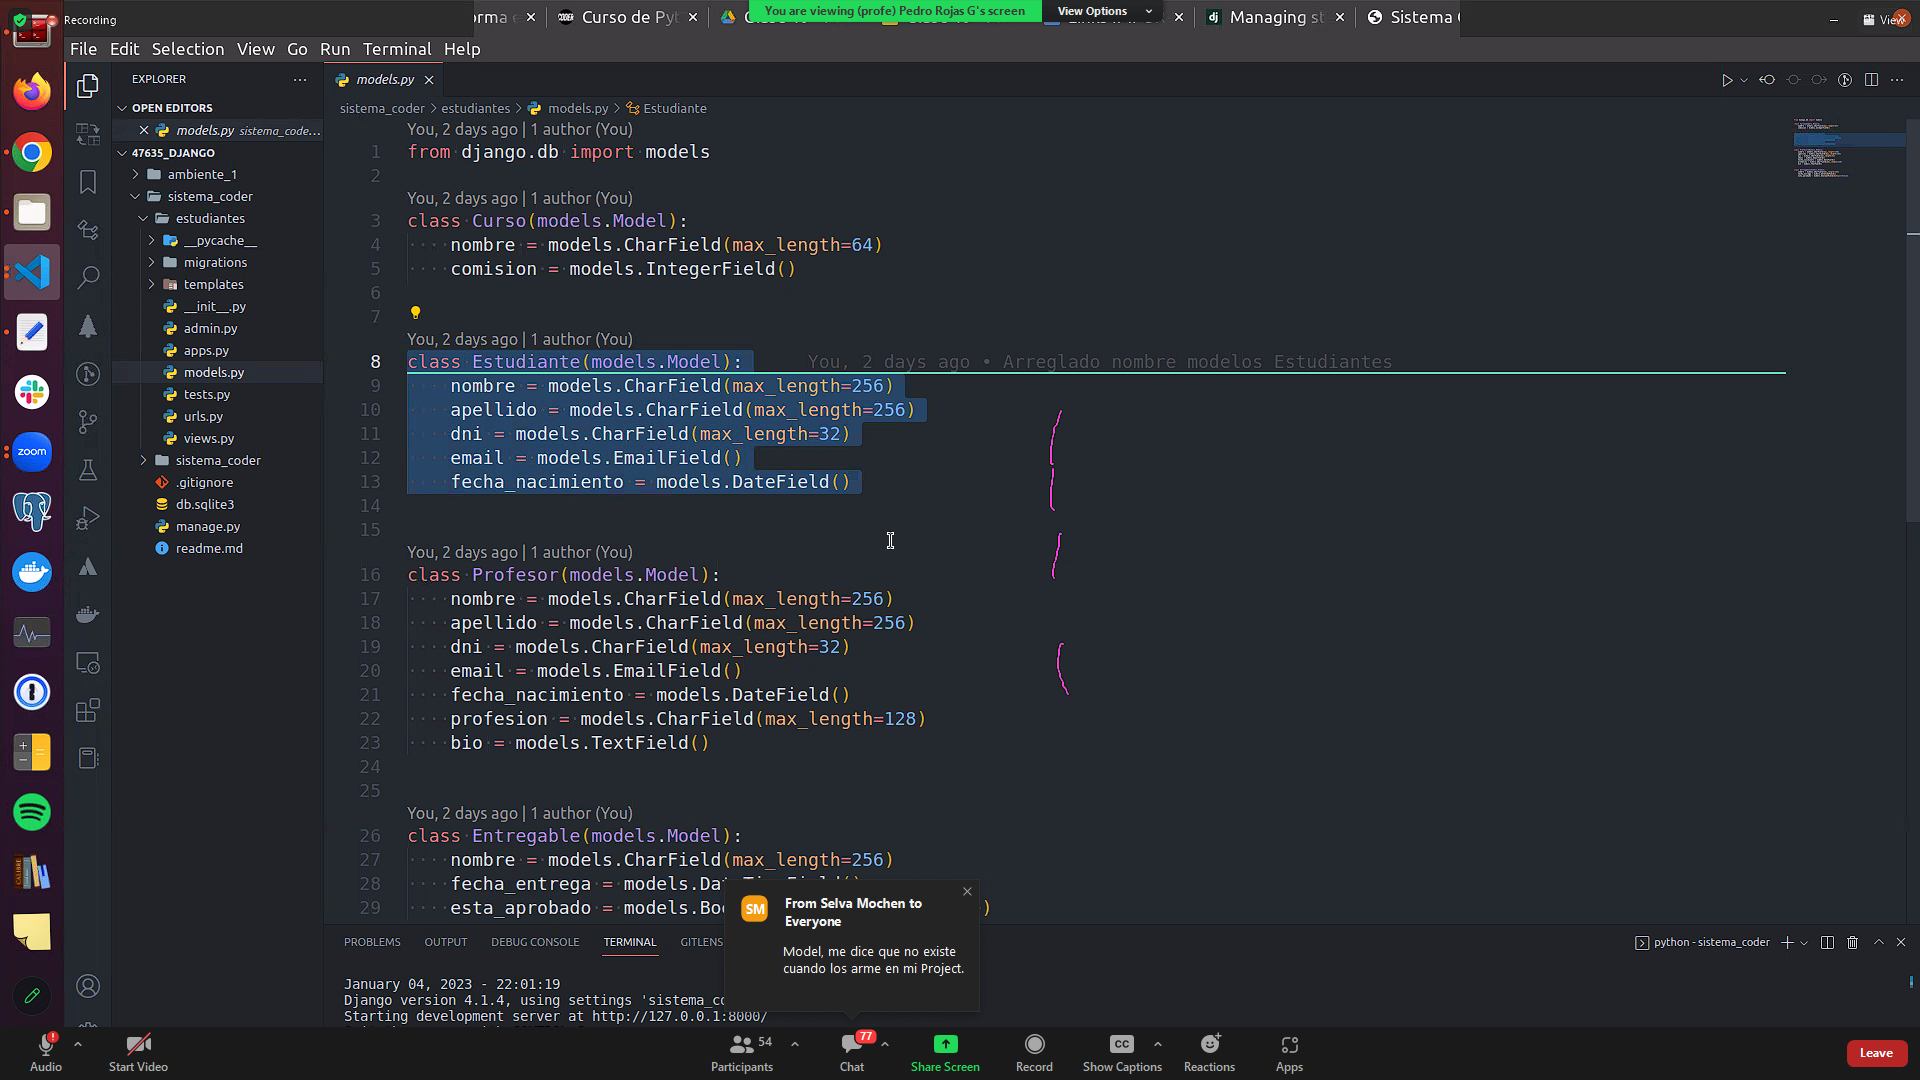 Recording
orma e
Curso de Pyt
You are viewing (profe) Pedro Rojas G's screen
View Options
Managing st
Sistema
View
File Edit Selection View Go Run Terminal Help
EXPLORER
OPEN EDITORS
models.py sistema_code...
47635_DJANGO
ambiente_1
sistema_coder
estudiantes
__pycache__
migrations
templates
__init__.py
admin.py
apps.py
models.py
tests.py
urls.py
views.py
sistema_coder
.gitignore
db.sqlite3
manage.py
readme.md
models.py
sistema_coder > estudiantes > models.py > Estudiante
You, 2 days ago | 1 author (You)
1 from django.db import models
2
You, 2 days ago | 1 author (You)
3 class Curso(models.Model):
4 nombre = models.CharField(max_length=64)
5 comision = models.IntegerField()
6
7
You, 2 days ago | 1 author (You)
8 class Estudiante(models.Model): You, 2 days ago • Arreglado nombre modelos Estudiantes
9 nombre = models.CharField(max_length=256)
10 apellido = models.CharField(max_length=256)
11 dni = models.CharField(max_length=32)
12 email = models.EmailField()
13 fecha_nacimiento = models.DateField()
14
15
You, 2 days ago | 1 author (You)
16 class Profesor(models.Model):
17 nombre = models.CharField(max_length=256)
18 apellido = models.CharField(max_length=256)
19 dni = models.CharField(max_length=32)
20 email = models.EmailField()
21 fecha_nacimiento = models.DateField()
22 profesion = models.CharField(max_length=128)
23 bio = models.TextField()
24
25
You, 2 days ago | 1 author (You)
26 class Entregable(models.Model):
27 nombre = models.CharField(max_length=256)
28 fecha_entrega = models.Da
29 esta_aprobado = models.Boo )
SM
From Selva Mochen to
Everyone
Model, me dice que no existe
cuando los arme en mi Project.
PROBLEMS OUTPUT DEBUG CONSOLE TERMINAL GITLENS
python - sistema_coder
January 04, 2023 - 22:01:19
Django version 4.1.4, using settings 'sistema_co
Starting development server at http://127.0.0.1:8000/
Audio
Start Video
54
Participants
77
Chat
Share Screen
Record
CC
Show Captions
Reactions
Apps
Leave